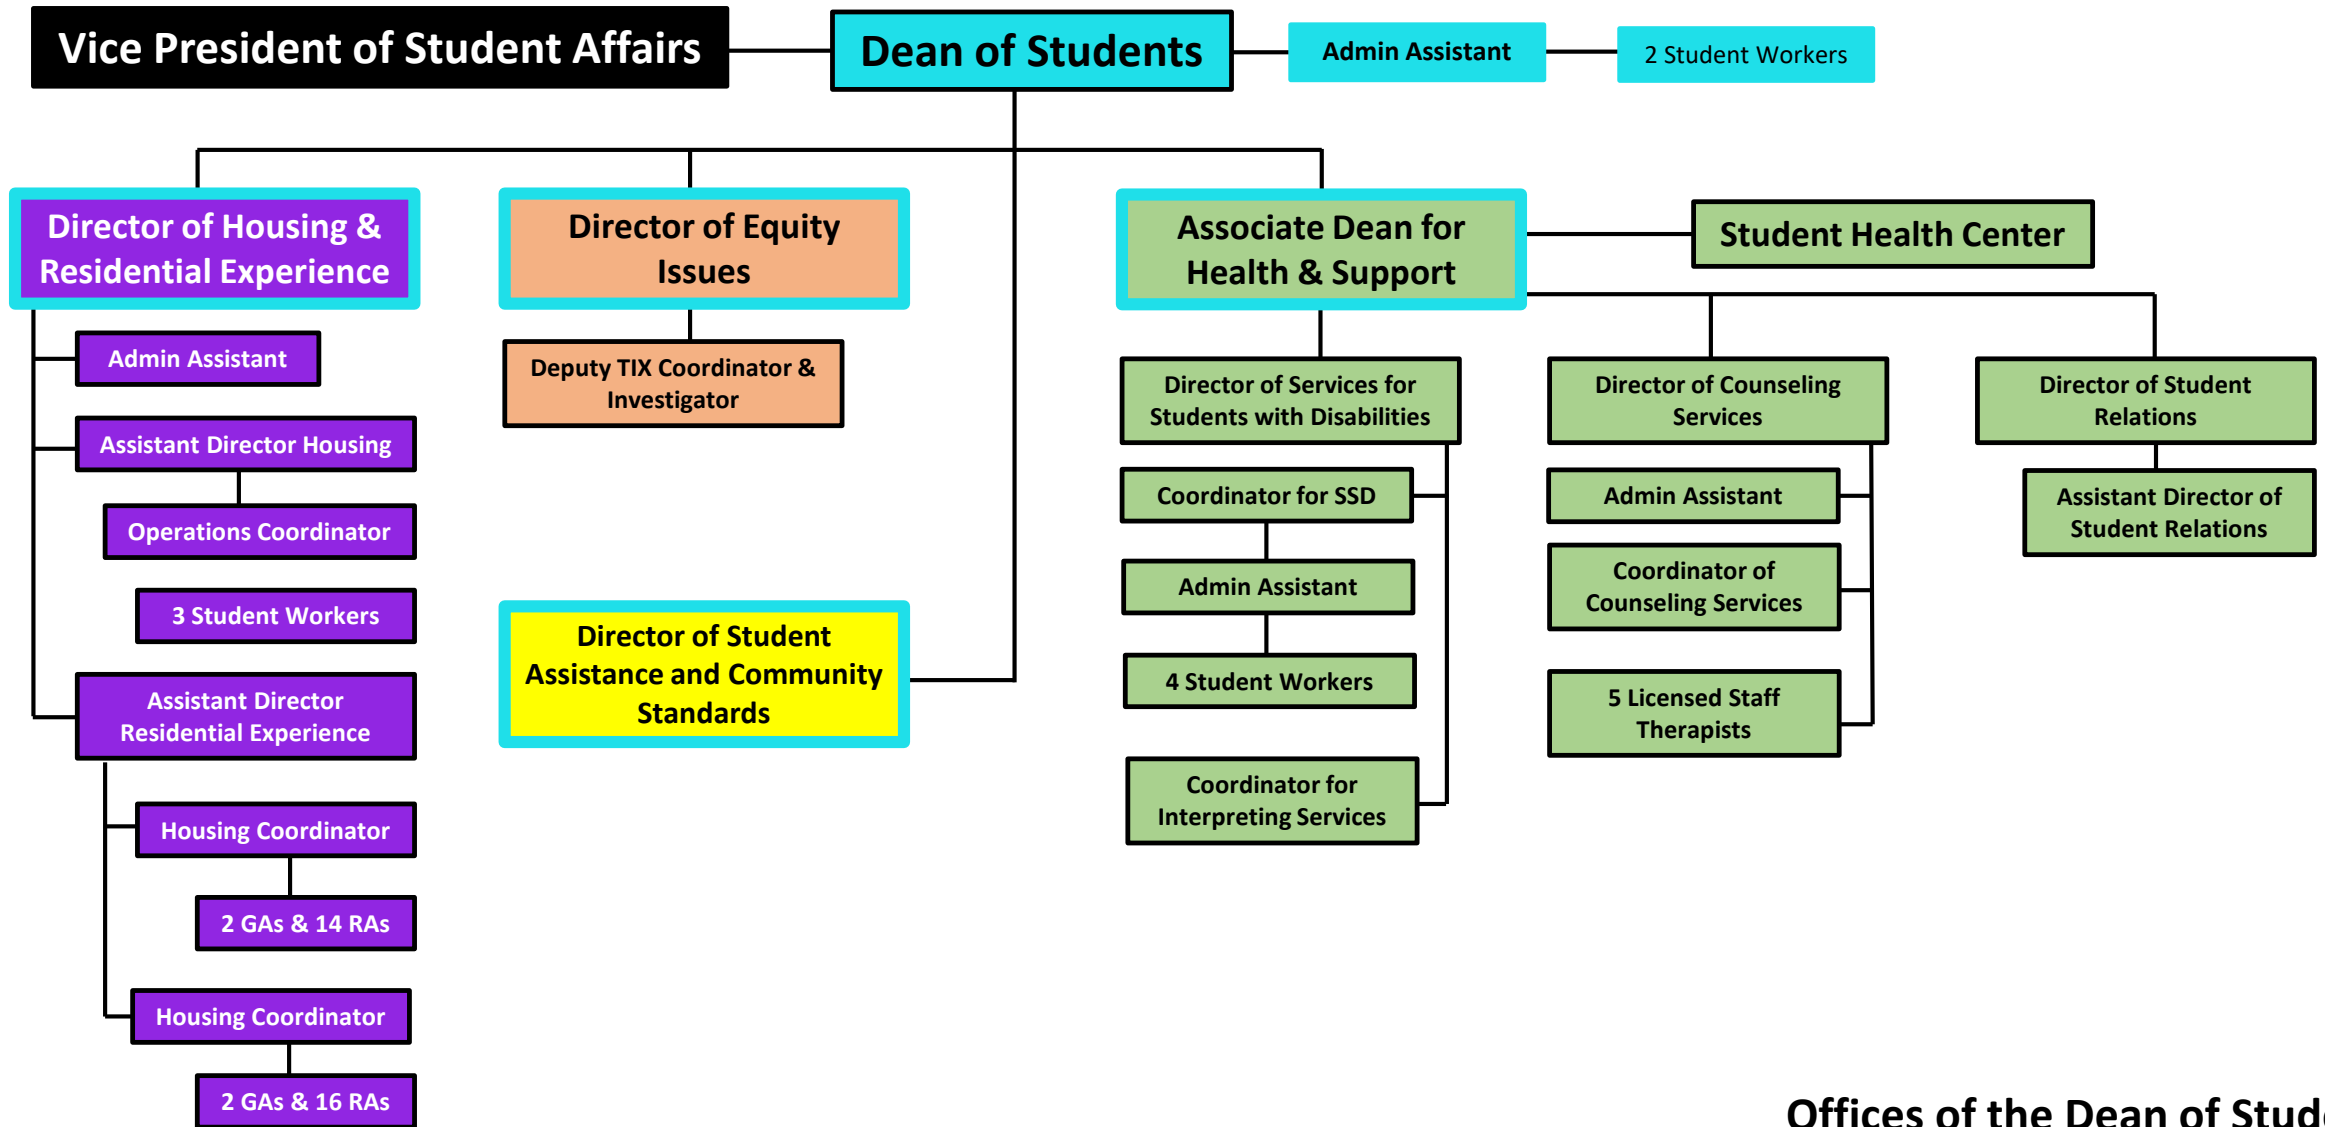 Vice President of Student Affairs
Dean of Students
Admin Assistant
2 Student Workers
Director of Housing &
Residential Experience
Director of Equity
Issues
Associate Dean for
Health & Support
Student Health Center
Admin Assistant
Assistant Director Housing
Operations Coordinator
3 Student Workers
Assistant Director
Residential Experience
Housing Coordinator
2 GAs & 14 RAs
Housing Coordinator
2 GAs & 16 RAs
Deputy TIX Coordinator &
Investigator
Director of Student
Assistance and Community
Standards
Director of Services for
Students with Disabilities
Coordinator for SSD
Admin Assistant
4 Student Workers
Coordinator for
Interpreting Services
Director of Counseling
Services
Admin Assistant
Coordinator of
Counseling Services
5 Licensed Staff
Therapists
Director of Student
Relations
Assistant Director of
Student Relations
Offices of the Dean of